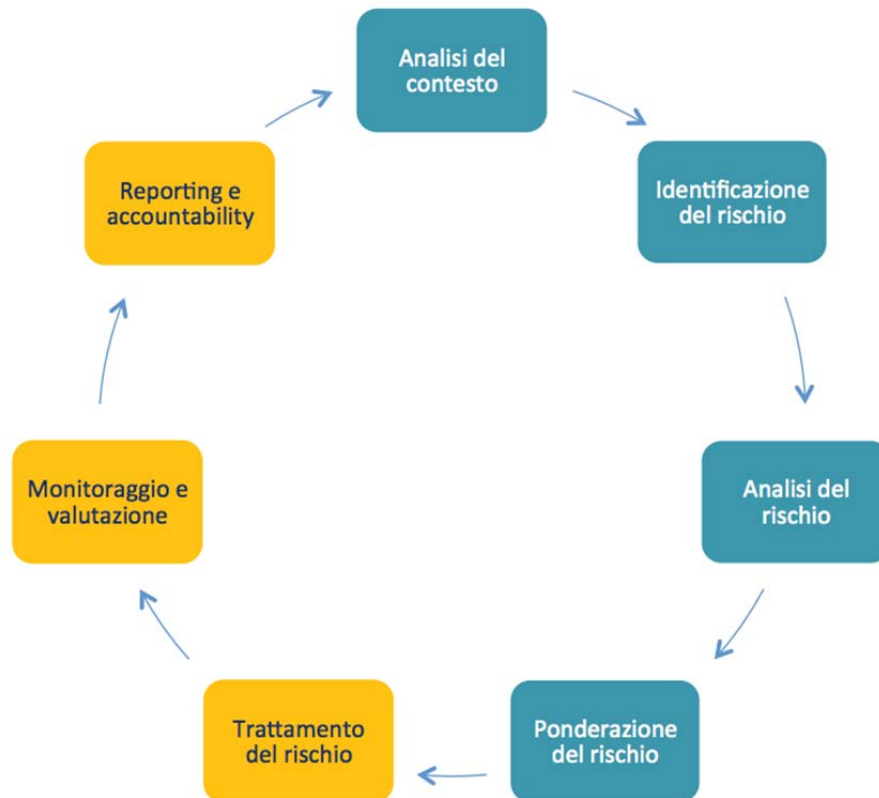 Analisi del
contesto
Identificazione
del rischio
Analisi del
rischio
Ponderazione
del rischio
Trattamento
del rischio
Monitoraggio e
valutazione
Reporting e
accountability